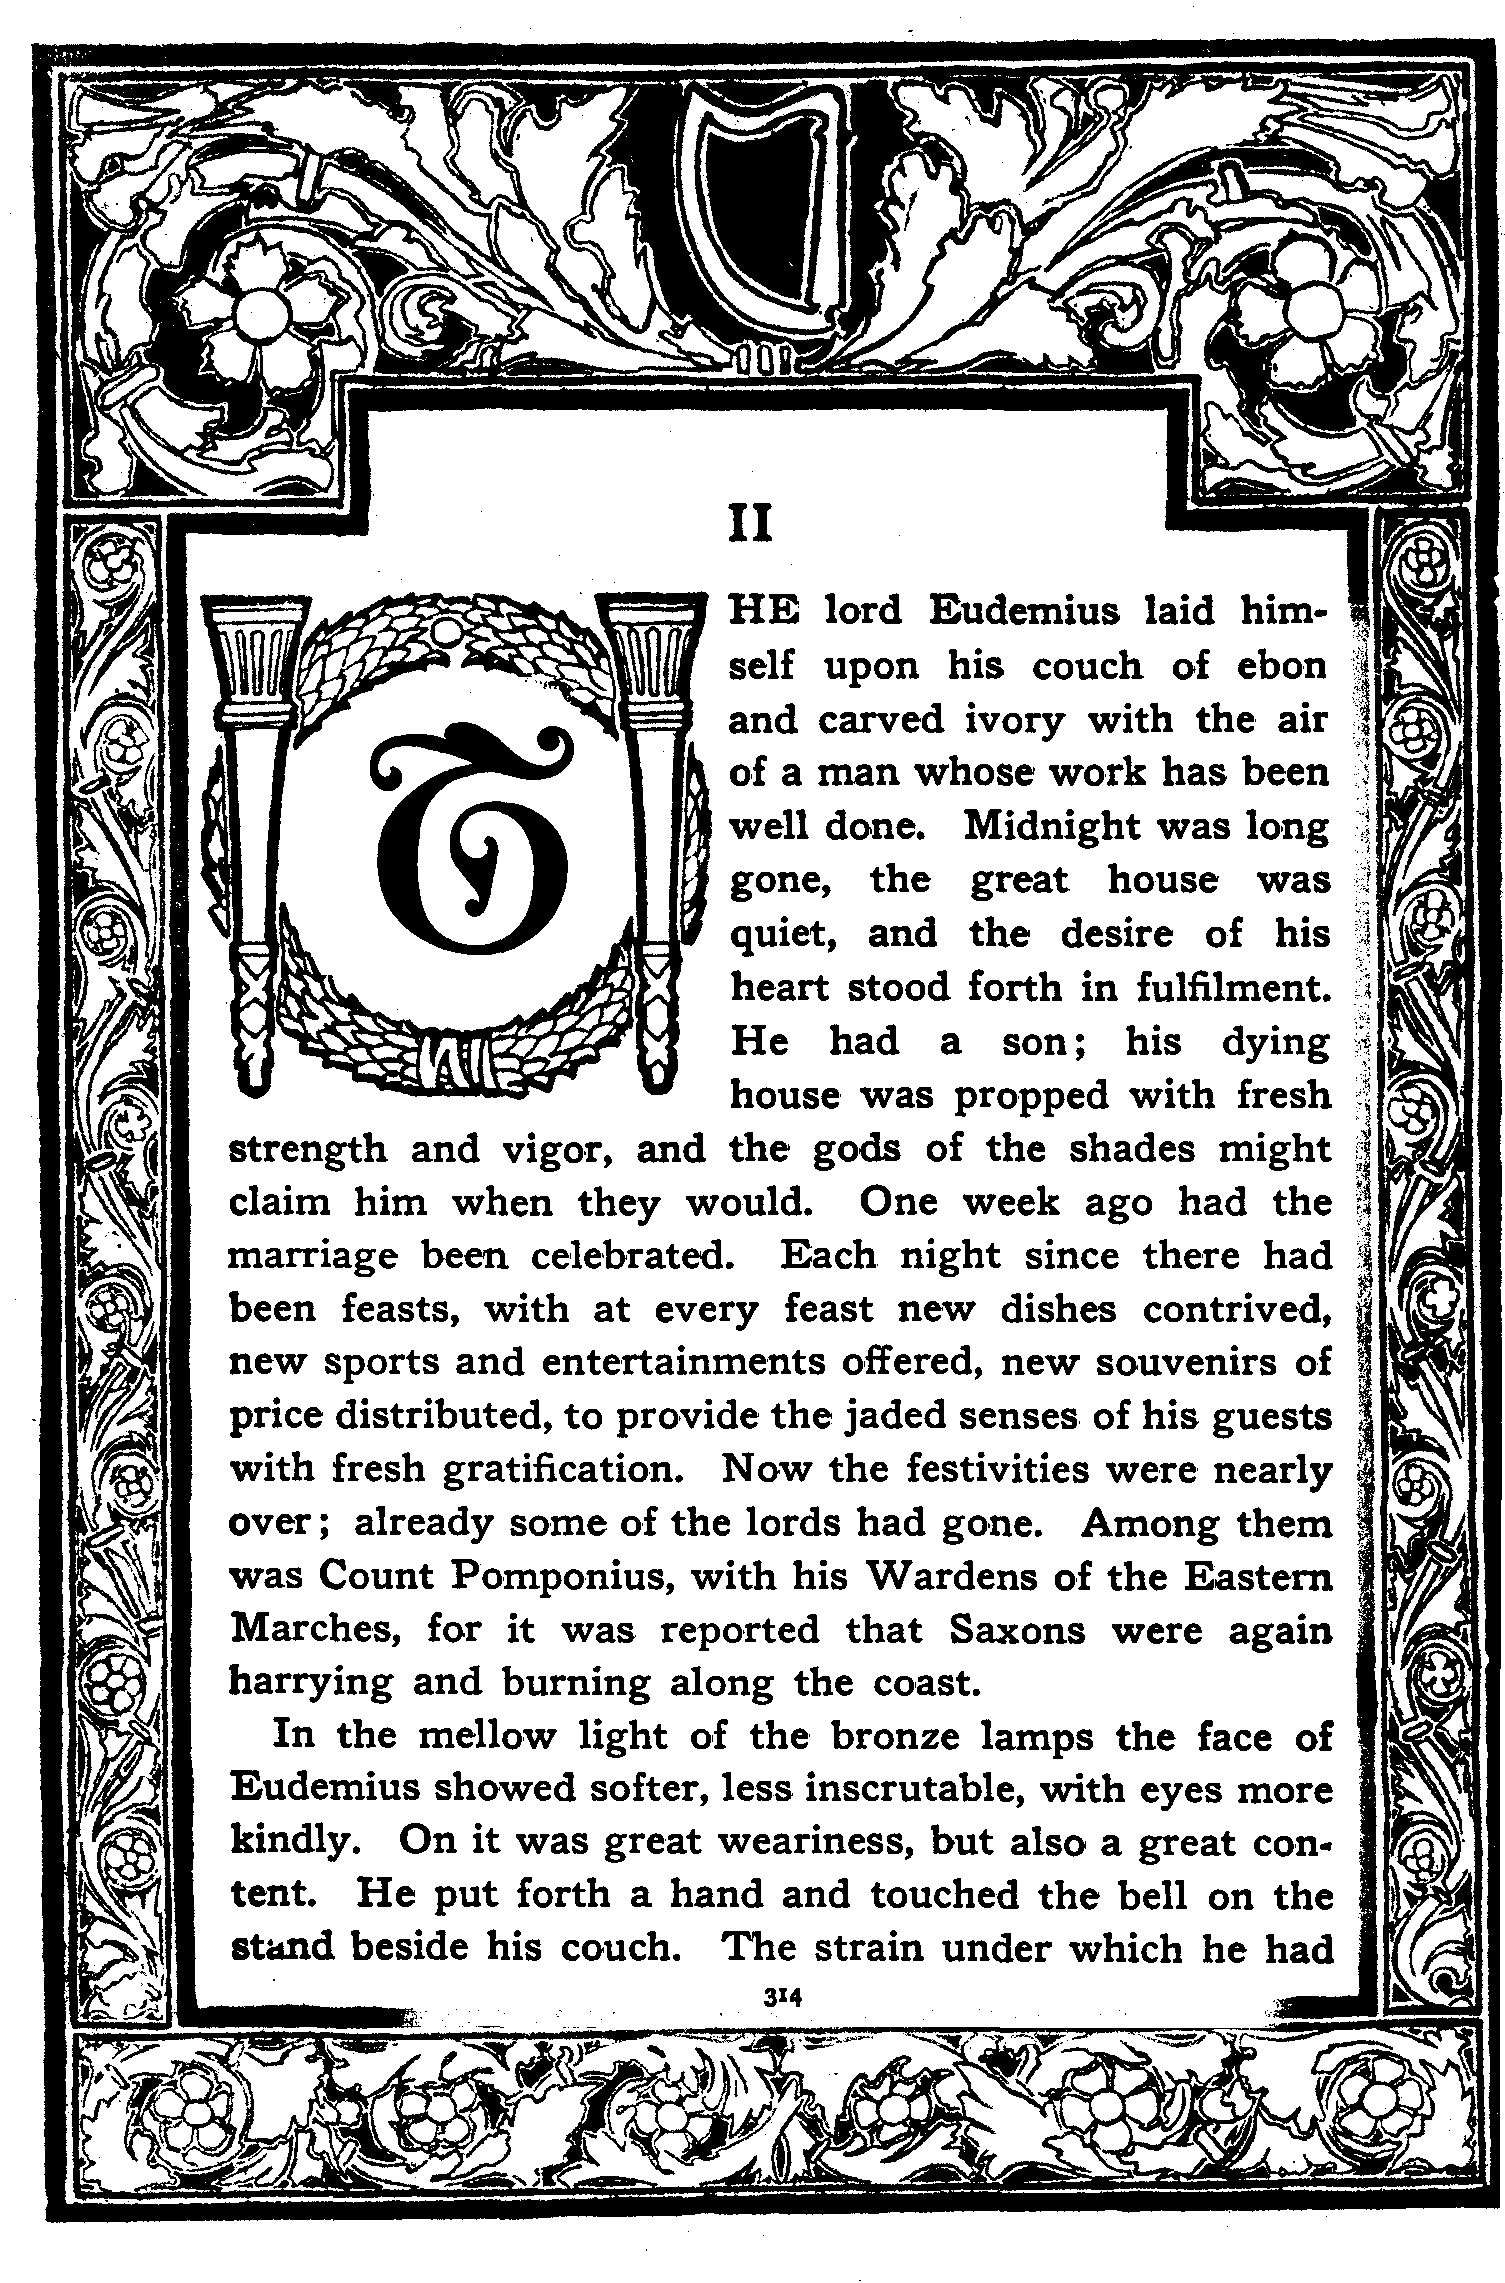 II
THE lord Eudemius laid him-
self upon his couch of ebon
and carved ivory with the air
of a man whose work has been
well done. Midnight was long
gone, the great house was
quiet, and the desire of his
heart stood forth in fulfilment.
He had a son; his dying
house was propped with fresh
strength and vigor, and the gods of the shades might
claim him when they would. One week ago had the
marriage been celebrated. Each night since there had
been feasts, with at every feast new dishes contrived,
new sports and entertainments offered, new souvenirs of
price distributed, to provide the jaded senses of his guests
with fresh gratification. Now the festivities were nearly
over; already some of the lords had gone. Among them
was Count Pomponius, with his Wardens of the Eastern
Marches, for it was reported that Saxons were again
harrying and burning along the coast.
In the mellow light of the bronze lamps the face of
Eudemius showed softer, less inscrutable, with eyes more
kindly. On it was great weariness, but also a great con-
tent. He put forth a hand and touched the bell on the
stand beside his couch. The strain under which he had
314